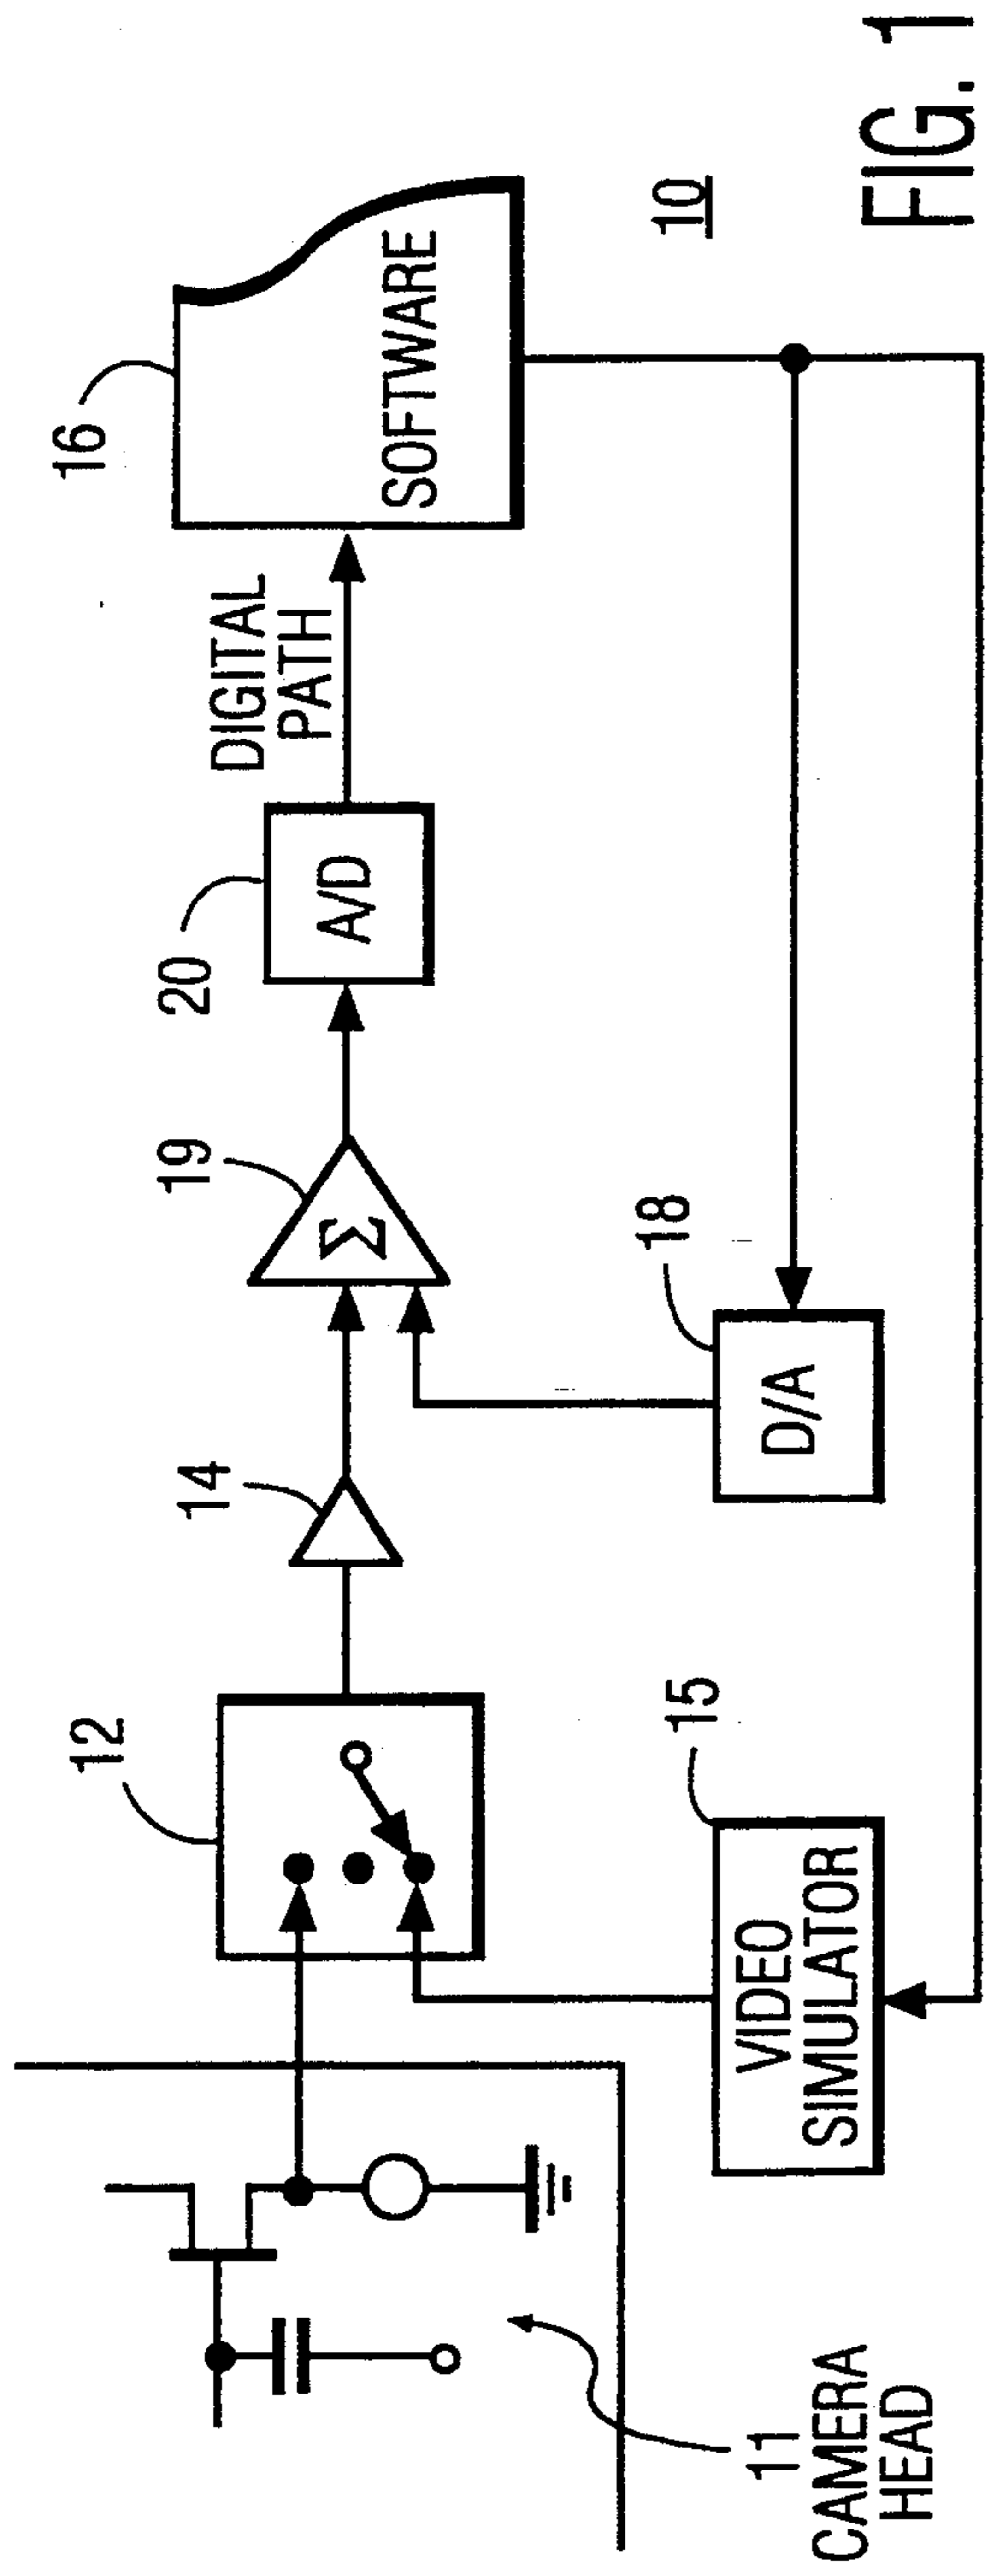 16
SOFTWARE
DIGITAL
PATH
20
A/D
19
Σ
14
18
D/A
12
15
VIDEO
SIMULATOR
11
CAMERA
HEAD
10
FIG. 1